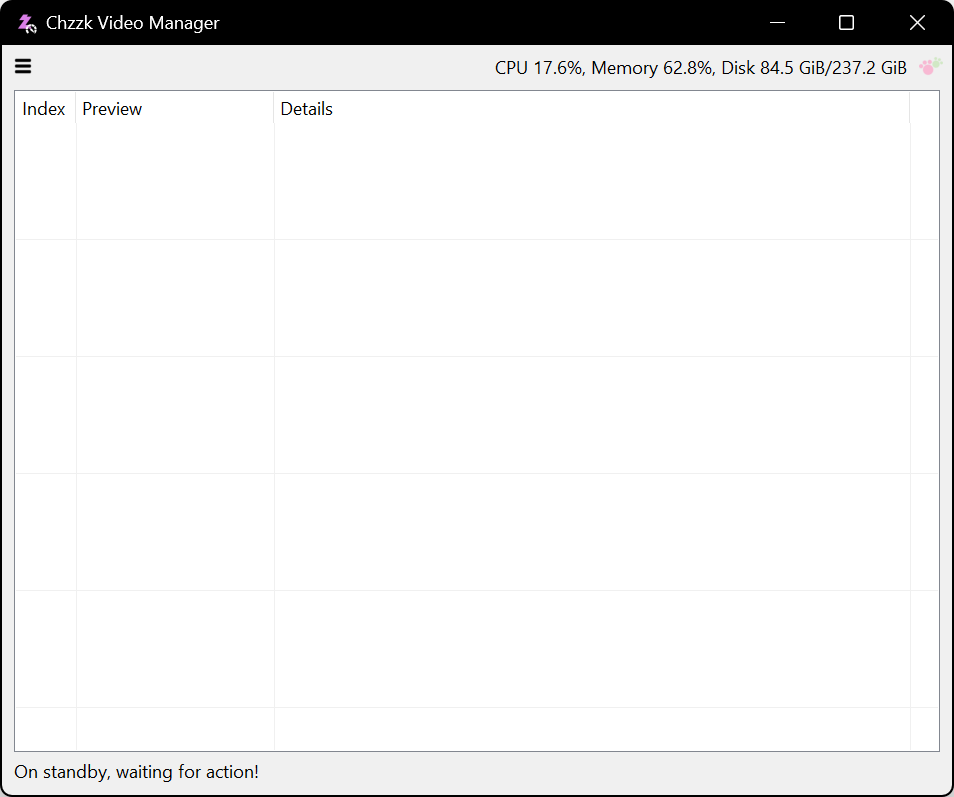 Chzzk Video Manager
CPU 17.6%, Memory 62.8%, Disk 84.5 GiB/237.2 GiB
Index Preview Details
On standby, waiting for action!